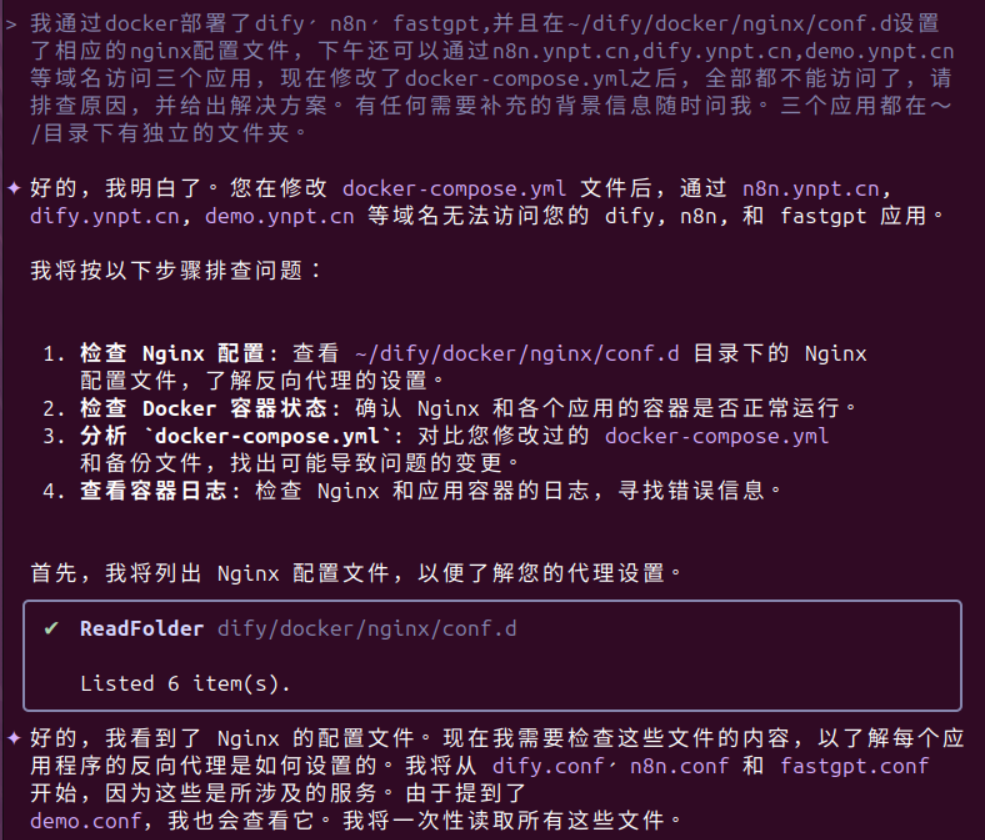 > 我通过docker部署了dify、n8n、fastgpt,并且在~/dify/docker/nginx/conf.d设置
了相应的nginx配置文件，下午还可以通过n8n.ynpt.cn,dify.ynpt.cn,demo.ynpt.cn
等域名访问三个应用，现在修改了docker-compose.yml之后，全部都不能访问了，请
排查原因，并给出解决方案。有任何需要补充的背景信息随时问我。三个应用都在～
/目录下有独立的文件夹。
✦ 好的，我明白了。您在修改 docker-compose.yml 文件后，通过 n8n.ynpt.cn,
dify.ynpt.cn, demo.ynpt.cn 等域名无法访问您的 dify, n8n, 和 fastgpt 应用。
我将按以下步骤排查问题：
1. 检查 Nginx 配置: 查看 ~/dify/docker/nginx/conf.d 目录下的 Nginx
配置文件，了解反向代理的设置。
2. 检查 Docker 容器状态: 确认 Nginx 和各个应用的容器是否正常运行。
3. 分析 `docker-compose.yml`: 对比您修改过的 docker-compose.yml
和备份文件，找出可能导致问题的变更。
4. 查看容器日志: 检查 Nginx 和应用容器的日志，寻找错误信息。
首先，我将列出 Nginx 配置文件，以便了解您的代理设置。
✔ ReadFolder dify/docker/nginx/conf.d
Listed 6 item(s).
✦ 好的，我看到了 Nginx 的配置文件。现在我需要检查这些文件的内容，以了解每个应
用程序的反向代理是如何设置的。我将从 dify.conf、n8n.conf 和 fastgpt.conf
开始，因为这些是所涉及的服务。由于提到了
demo.conf，我也会查看它。我将一次性读取所有这些文件。